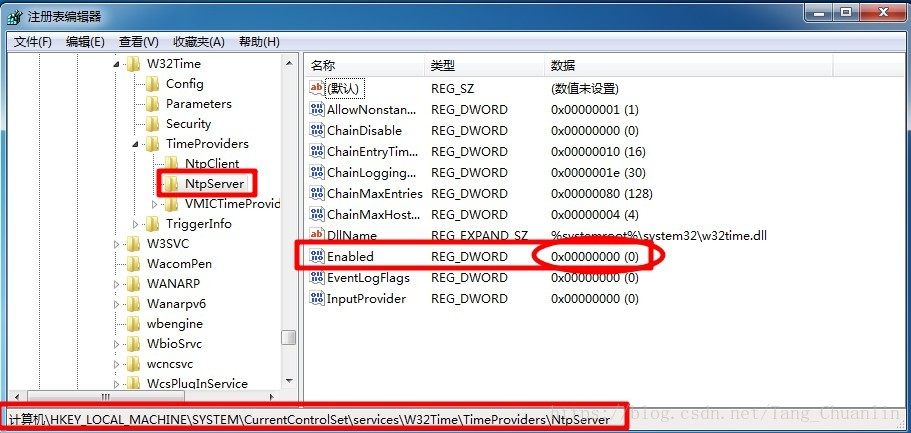 注册表编辑器
文件(F) 编辑(E) 查看(V) 收藏夹(A) 帮助(H)
W32Time
Config
Parameters
Security
TimeProviders
NtpClient
NtpServer
VMICTimeProvid
TriggerInfo
W3SVC
WacomPen
WANARP
Wanarpv6
wbengine
WbioSrvc
wcncsvc
WcsPlugInService
名称 类型 数据
(默认) REG_SZ (数值未设置)
AllowNonstan... REG_DWORD 0x00000001 (1)
ChainDisable REG_DWORD 0x00000000 (0)
ChainEntryTim... REG_DWORD 0x00000010 (16)
ChainLogging... REG_DWORD 0x0000001e (30)
ChainMaxEntries REG_DWORD 0x00000080 (128)
ChainMaxHost... REG_DWORD 0x00000004 (4)
DllName REG_EXPAND_SZ %systemroot%\system32\w32time.dll
Enabled REG_DWORD 0x00000000 (0)
EventLogFlags REG_DWORD 0x00000000 (0)
InputProvider REG_DWORD 0x00000000 (0)
计算机\HKEY_LOCAL_MACHINE\SYSTEM\CurrentControlSet\services\W32Time\TimeProviders\NtpServer
https://blog.csdn.net/Tang_Chuanlin